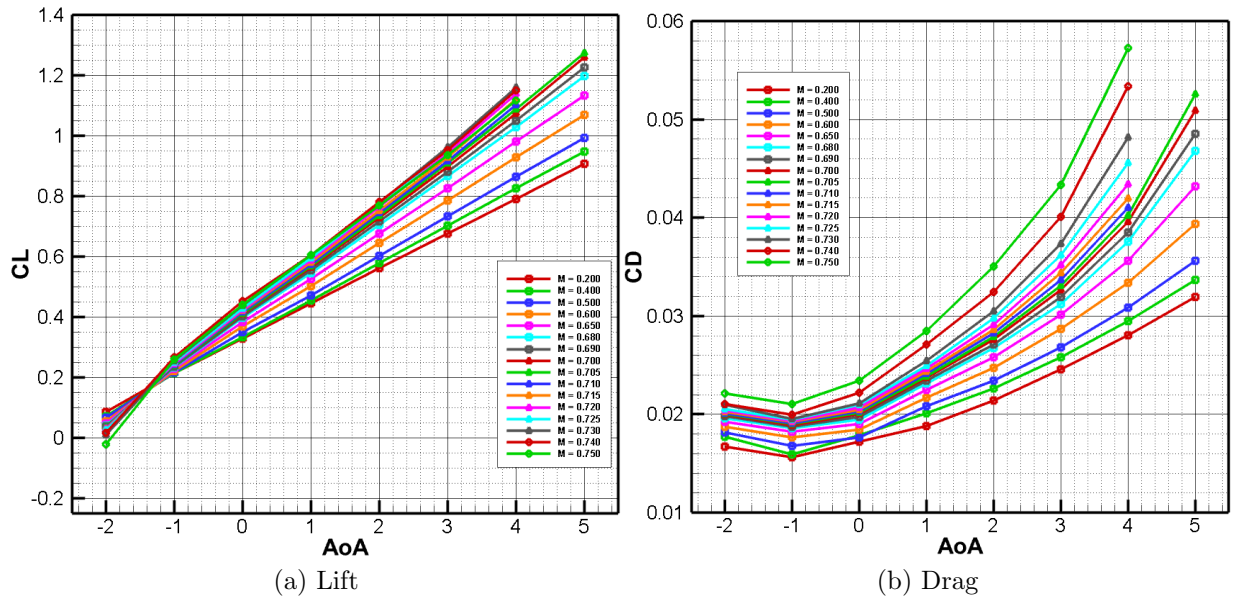 1.4
1.2
1
0.8
0.6
0.4
0.2
0
-0.2
CL
-2 -1 0 1 2 3 4 5
AoA
M = 0.200
M = 0.400
M = 0.500
M = 0.600
M = 0.650
M = 0.680
M = 0.690
M = 0.700
M = 0.705
M = 0.710
M = 0.715
M = 0.720
M = 0.725
M = 0.730
M = 0.740
M = 0.750
(a) Lift
0.06
0.05
0.04
0.03
0.02
0.01
CD
-2 -1 0 1 2 3 4 5
AoA
M = 0.200
M = 0.400
M = 0.500
M = 0.600
M = 0.650
M = 0.680
M = 0.690
M = 0.700
M = 0.705
M = 0.710
M = 0.715
M = 0.720
M = 0.725
M = 0.730
M = 0.740
M = 0.750
(b) Drag